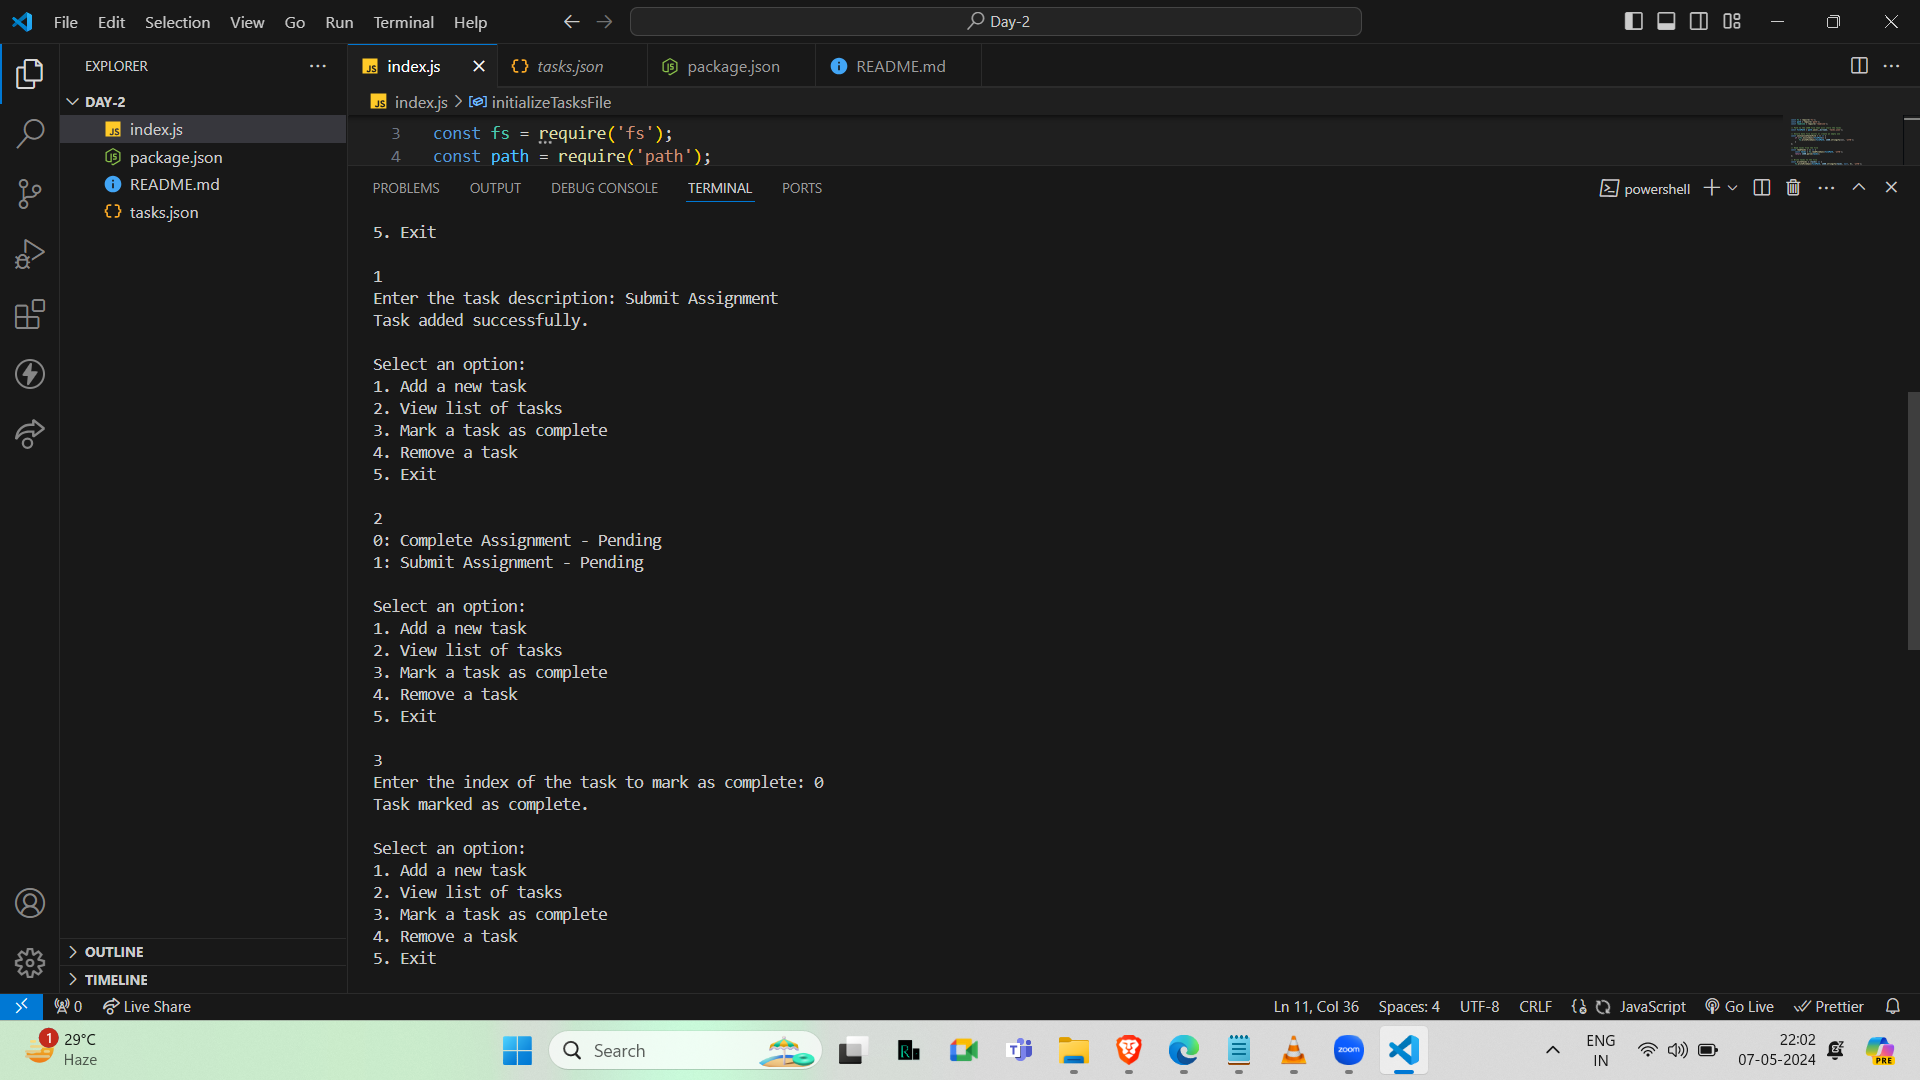 File Edit Selection View Go Run Terminal Help
Day-2
EXPLORER
index.js
tasks.json
package.json
README.md
DAY-2
index.js
package.json
README.md
tasks.json
index.js > initializeTasksFile
3 const fs = require('fs');
4 const path = require('path');
PROBLEMS OUTPUT DEBUG CONSOLE TERMINAL PORTS
powershell
5. Exit
1
Enter the task description: Submit Assignment
Task added successfully.
Select an option:
1. Add a new task
2. View list of tasks
3. Mark a task as complete
4. Remove a task
5. Exit
2
0: Complete Assignment - Pending
1: Submit Assignment - Pending
Select an option:
1. Add a new task
2. View list of tasks
3. Mark a task as complete
4. Remove a task
5. Exit
3
Enter the index of the task to mark as complete: 0
Task marked as complete.
Select an option:
1. Add a new task
2. View list of tasks
3. Mark a task as complete
4. Remove a task
5. Exit
OUTLINE
TIMELINE
0 Live Share
Ln 11, Col 36 Spaces: 4 UTF-8 CRLF JavaScript Go Live Prettier
1
29°C
Haze
Search
zoom
ENG
IN
22:02
07-05-2024
PRE